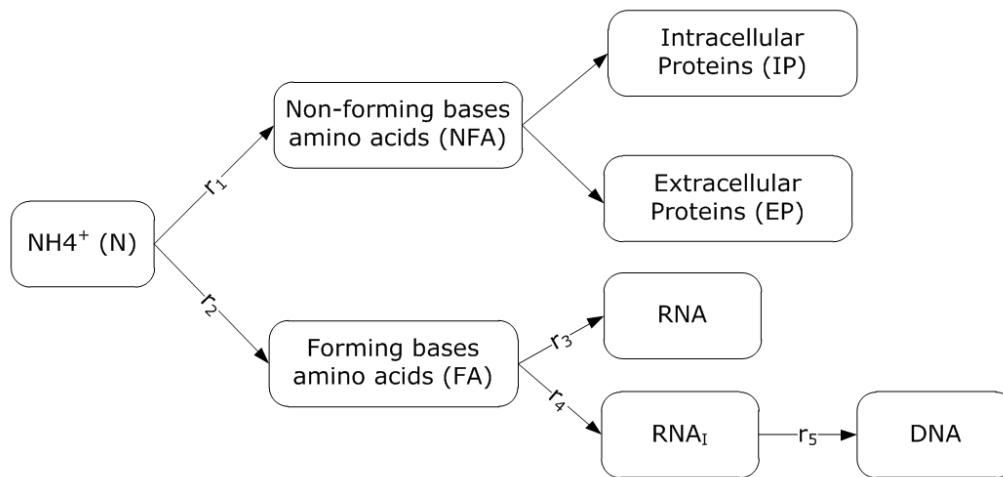 Intracellular
Proteins (IP)
Non-forming bases
amino acids (NFA)
r₁
Extracellular
Proteins (EP)
NH4⁺ (N)
r₂
RNA
Forming bases
amino acids (FA)
r₃
r₄
RNA_I
r₅
DNA